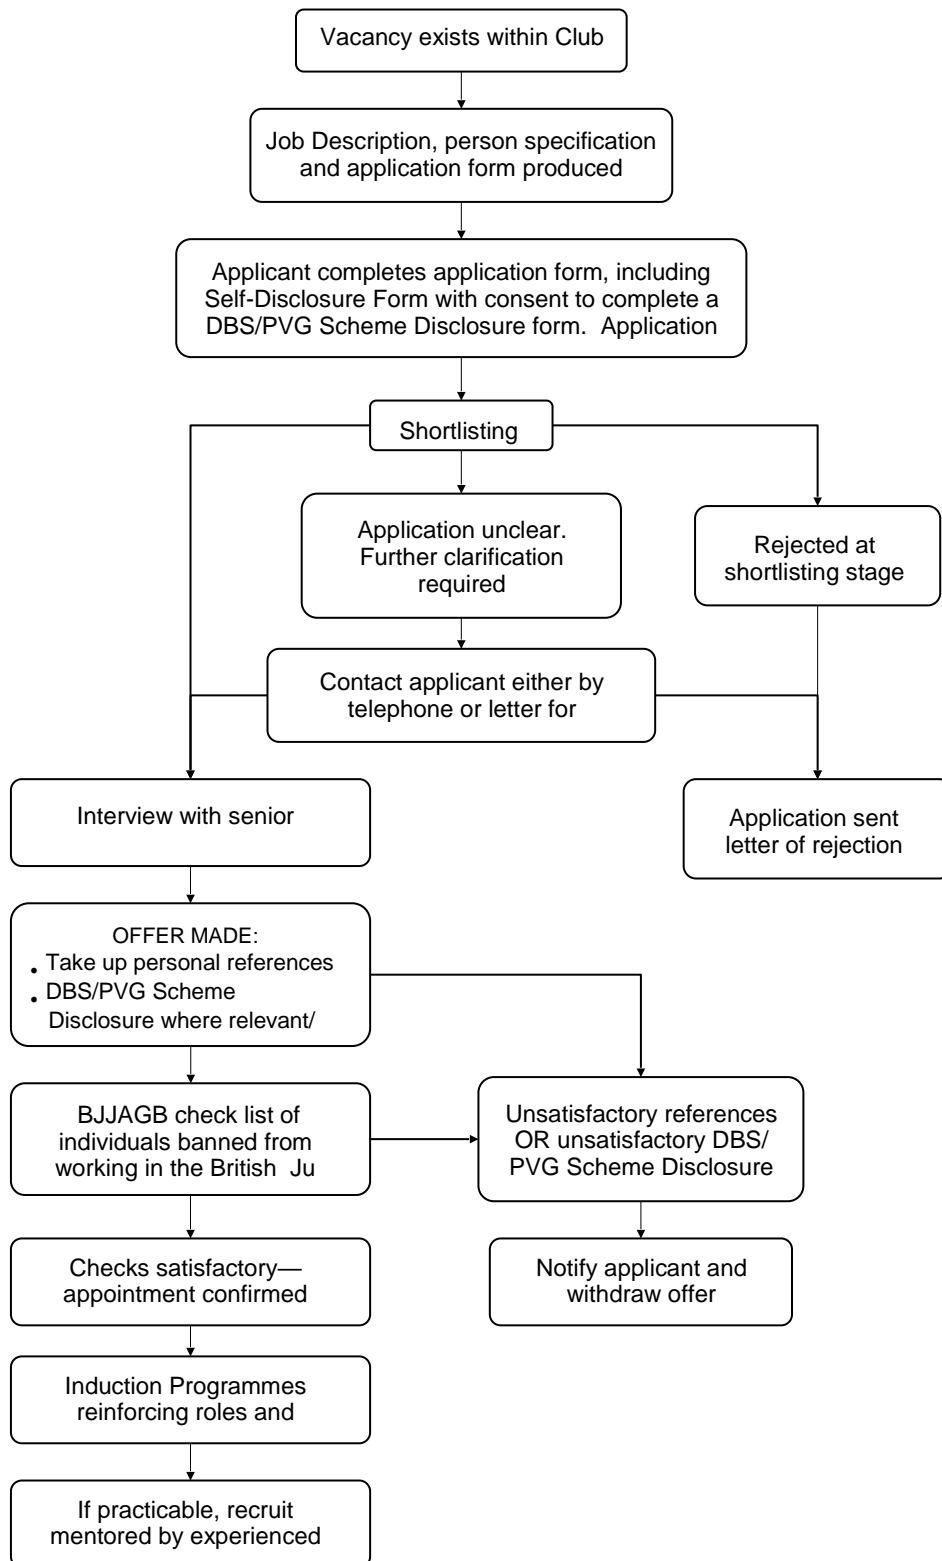 Vacancy exists within Club
Job Description, person specification
and application form produced
Applicant completes application form, including
Self-Disclosure Form with consent to complete a
DBS/PVG Scheme Disclosure form. Application
Shortlisting
Application unclear.
Further clarification
required
Rejected at
shortlisting stage
Contact applicant either by
telephone or letter for
Interview with senior
Application sent
letter of rejection
OFFER MADE:
• Take up personal references
• DBS/PVG Scheme
Disclosure where relevant/
BJJAGB check list of
individuals banned from
working in the British Ju
Unsatisfactory references
OR unsatisfactory DBS/
PVG Scheme Disclosure
Checks satisfactory—
appointment confirmed
Notify applicant and
withdraw offer
Induction Programmes
reinforcing roles and
If practicable, recruit
mentored by experienced